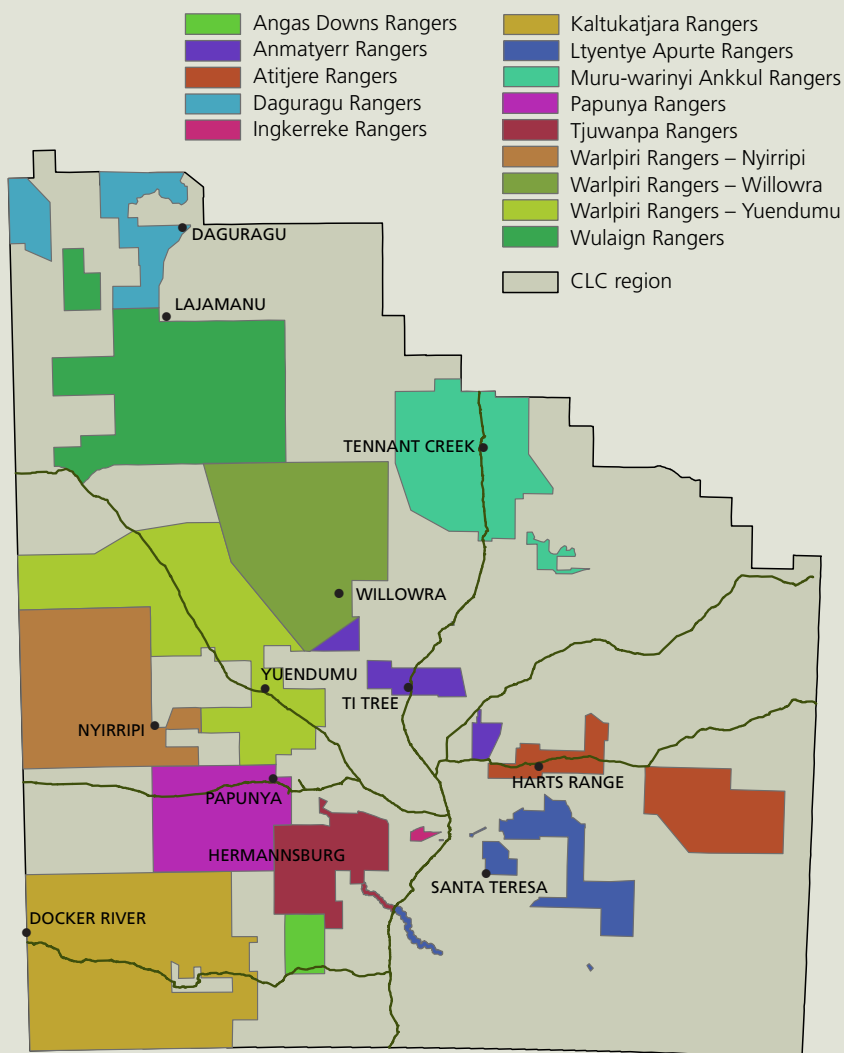 Angas Downs Rangers
Anmatyerr Rangers
Atitjere Rangers
Daguragu Rangers
Ingkerreke Rangers
Kaltukatjara Rangers
Ltyentye Apurte Rangers
Muru-warinyi Ankkul Rangers
Papunya Rangers
Tjuwanpa Rangers
Warlpiri Rangers – Nyirripi
Warlpiri Rangers – Willowra
Warlpiri Rangers – Yuendumu
Wulaign Rangers
CLC region
DAGURAGU
LAJAMANU
TENNANT CREEK
WILLOWRA
YUENDUMU
TI TREE
NYIRRIPI
HARTS RANGE
PAPUNYA
HERMANNSBURG
SANTA TERESA
DOCKER RIVER